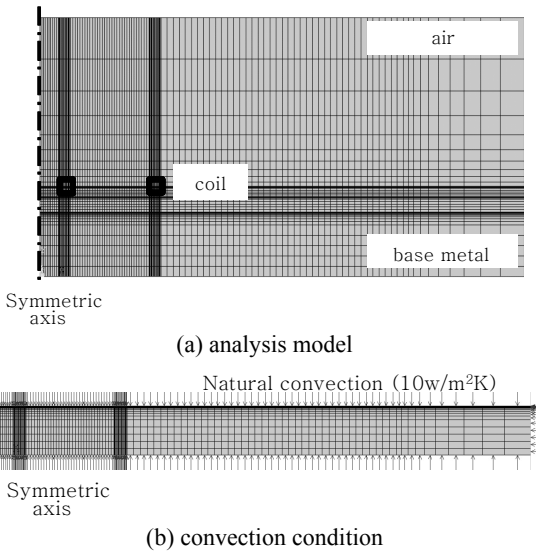 air
coil
base metal
Symmetric
axis
(a) analysis model
Natural convection (10w/m²K)
Symmetric
axis
(b) convection condition